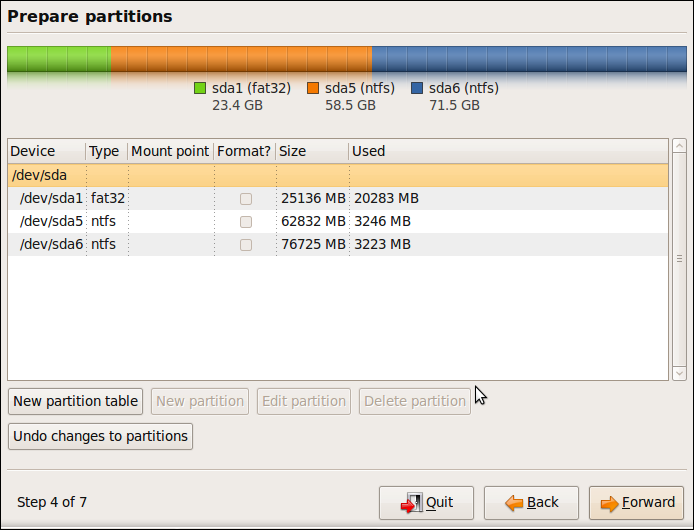 Prepare partitions
sda1 (fat32) sda5 (ntfs) sda6 (ntfs)
23.4 GB 58.5 GB 71.5 GB
Device Type Mount point Format? Size Used
/dev/sda
/dev/sda1 fat32 25136 MB 20283 MB
/dev/sda5 ntfs 62832 MB 3246 MB
/dev/sda6 ntfs 76725 MB 3223 MB
New partition table New partition Edit partition Delete partition
Undo changes to partitions
Step 4 of 7 Quit Back Forward